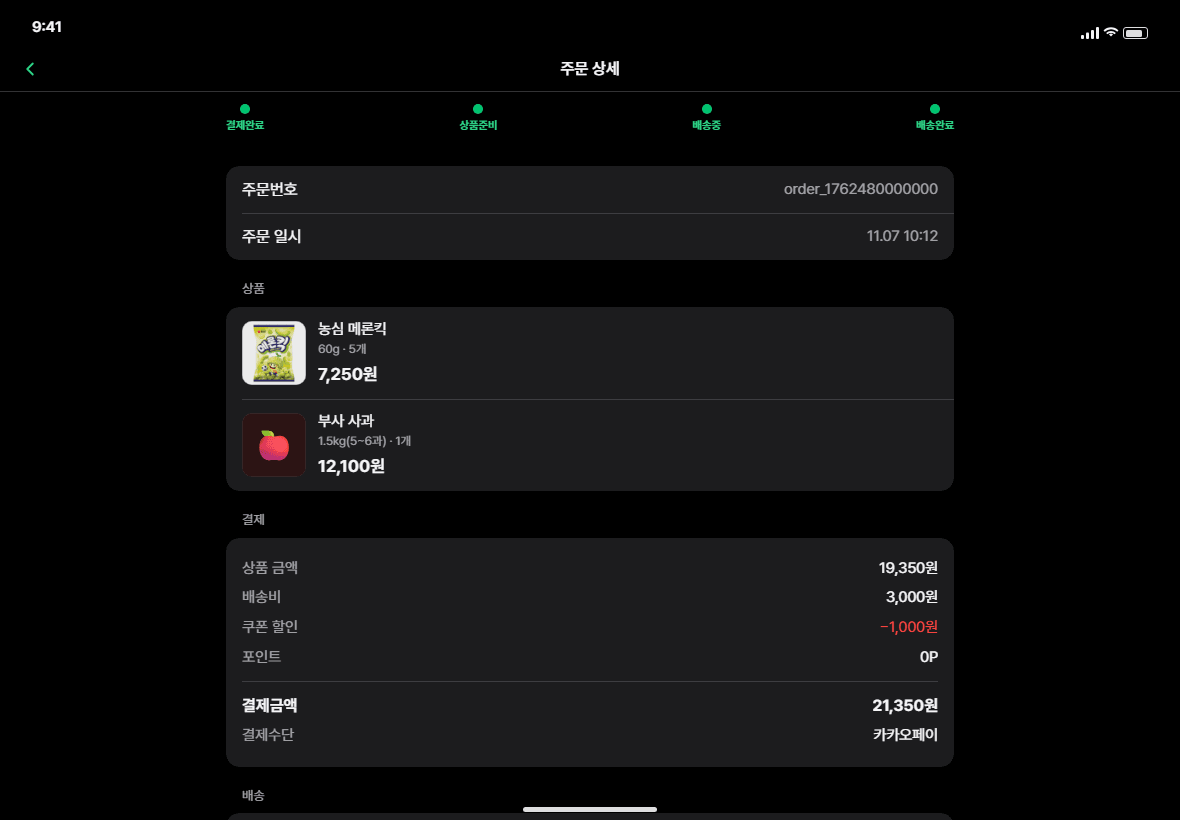 9:41
주문 상세
결제완료
상품준비
배송중
배송완료
주문번호
order_1762480000000
주문 일시
11.07 10:12
상품
메론킥
농심 메론킥
60g · 5개
7,250원
부사 사과
1.5kg(5~6과) · 1개
12,100원
결제
상품 금액
19,350원
배송비
3,000원
쿠폰 할인
−1,000원
포인트
0P
결제금액
21,350원
결제수단
카카오페이
배송